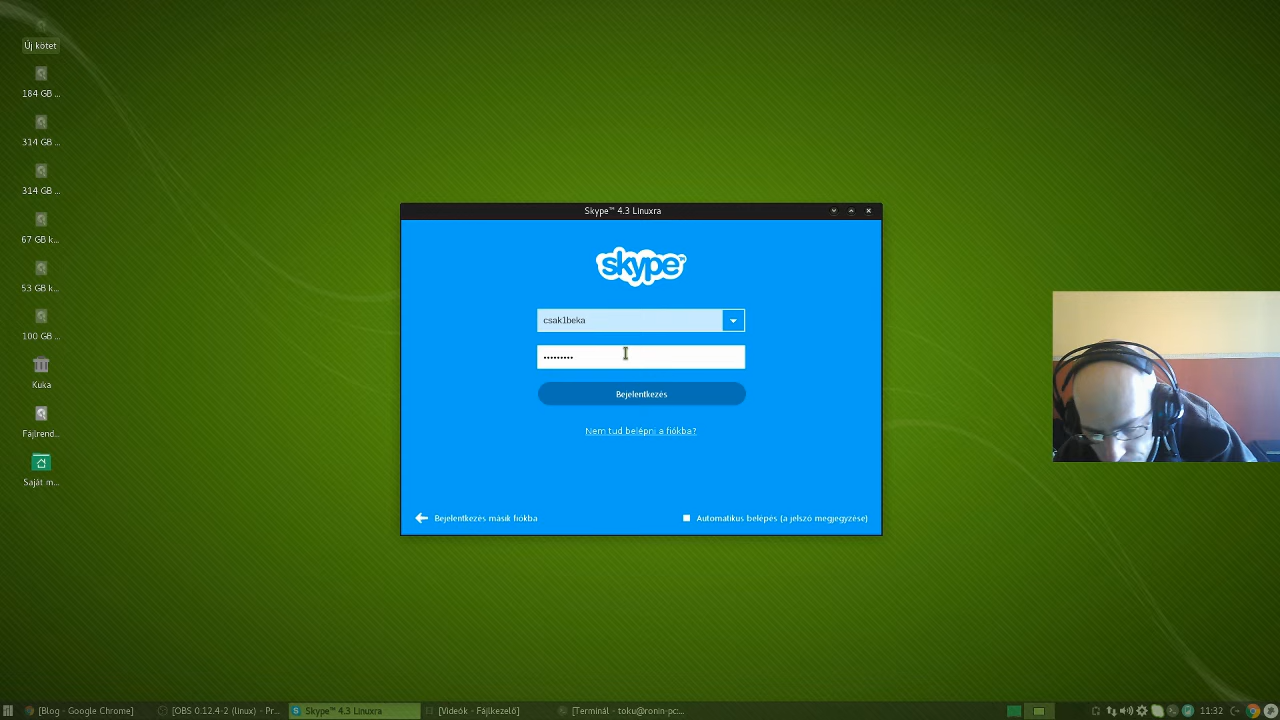 Új kötet
184 GB ...
314 GB ...
314 GB ...
67 GB k...
53 GB k...
100 GB ...
Kuka
Fájlrend...
Saját m...
Skype™ 4.3 Linuxra
skype™
csak1beka
•••••••••
Bejelentkezés
Nem tud belépni a fiókba?
Bejelentkezés másik fiókba
Automatikus belépés (a jelszó megjegyzése)
[Blog - Google Chrome]
[OBS 0.12.4-2 (linux) - Pr...
Skype™ 4.3 Linuxra
[Videók - Fájlkezelő]
[Terminál - toku@ronin-pc:...
11:32